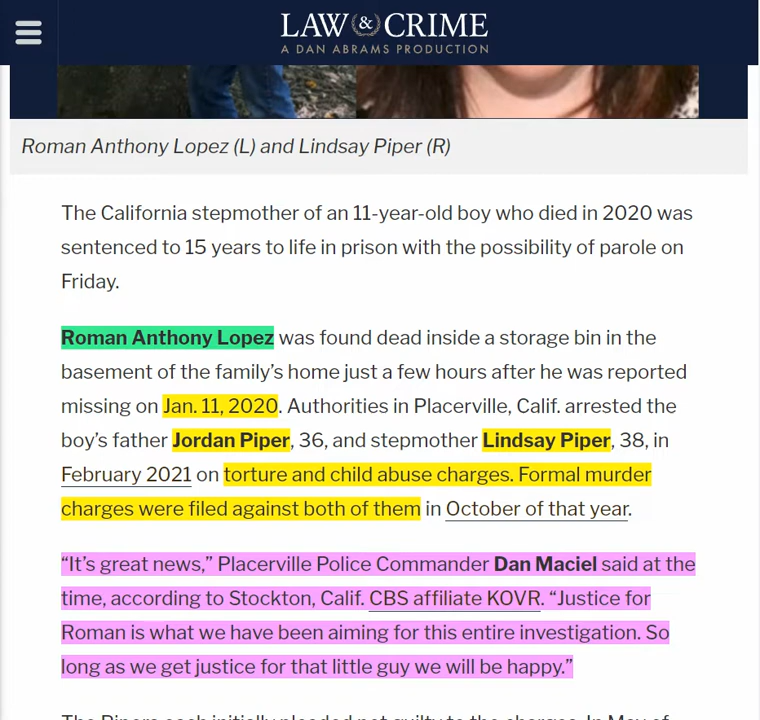 LAW & CRIME
A DAN ABRAMS PRODUCTION
Roman Anthony Lopez (L) and Lindsay Piper (R)
The California stepmother of an 11-year-old boy who died in 2020 was
sentenced to 15 years to life in prison with the possibility of parole on
Friday.
Roman Anthony Lopez was found dead inside a storage bin in the
basement of the family’s home just a few hours after he was reported
missing on Jan. 11, 2020. Authorities in Placerville, Calif. arrested the
boy’s father Jordan Piper, 36, and stepmother Lindsay Piper, 38, in
February 2021 on torture and child abuse charges. Formal murder
charges were filed against both of them in October of that year.
“It’s great news,” Placerville Police Commander Dan Maciel said at the
time, according to Stockton, Calif. CBS affiliate KOVR. “Justice for
Roman is what we have been aiming for this entire investigation. So
long as we get justice for that little guy we will be happy.”
The Pipers each initially pleaded not guilty to the charges. In May of